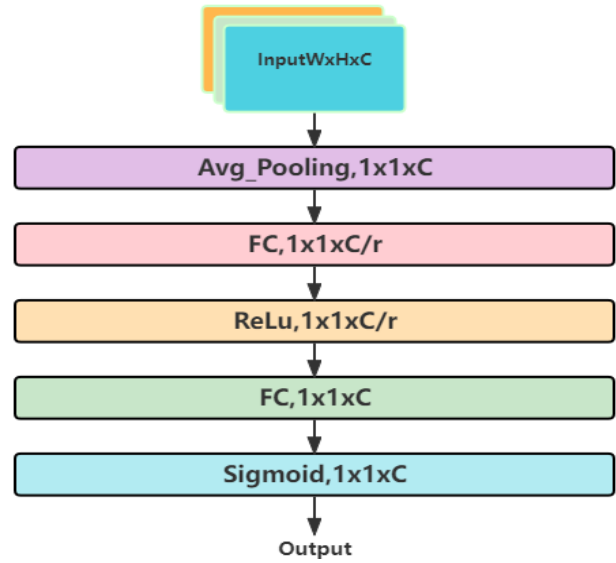 InputWxHxC
Avg_Pooling,1x1xC
FC,1x1xC/r
ReLu,1x1xC/r
FC,1x1xC
Sigmoid,1x1xC
Output